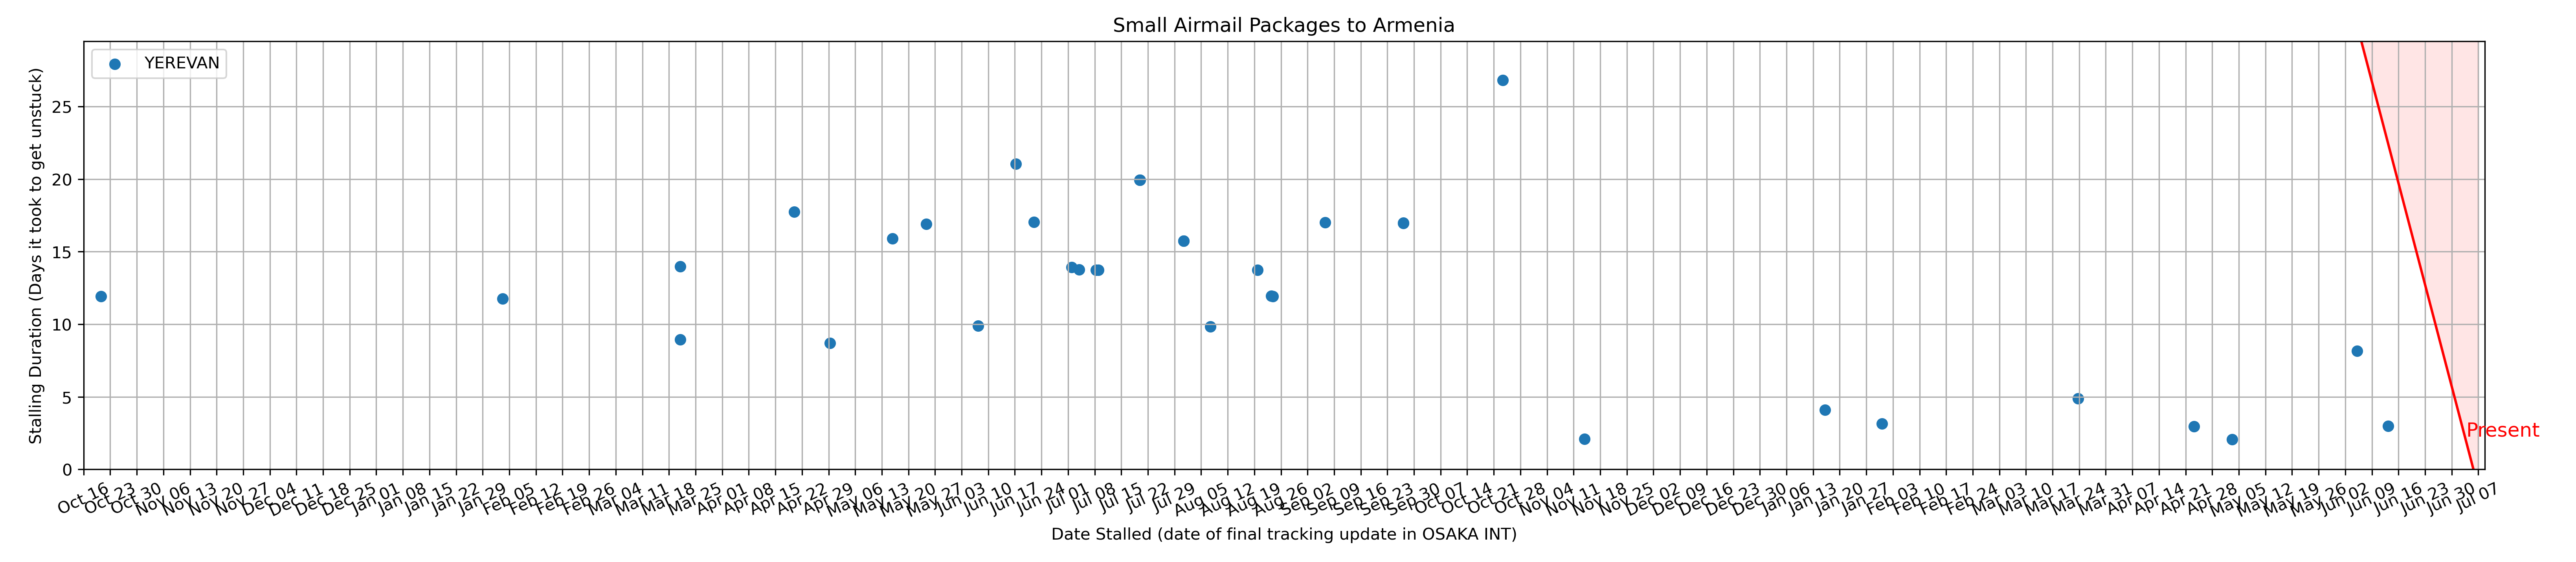 Small Airmail Packages to Armenia
YEREVAN
Stalling Duration (Days it took to get unstuck)
25
20
15
10
5
0
Present
Oct 16 Oct 23 Oct 30 Nov 06 Nov 13 Nov 20 Nov 27 Dec 04 Dec 11 Dec 18 Dec 25 Jan 01 Jan 08 Jan 15 Jan 22 Jan 29 Feb 05 Feb 12 Feb 19 Feb 26 Mar 04 Mar 11 Mar 18 Mar 25 Apr 01 Apr 08 Apr 15 Apr 22 Apr 29 May 06 May 13 May 20 May 27 Jun 03 Jun 10 Jun 17 Jun 24 Jul 01 Jul 08 Jul 15 Jul 22 Jul 29 Aug 05 Aug 12 Aug 19 Aug 26 Sep 02 Sep 09 Sep 16 Sep 23 Sep 30 Oct 07 Oct 14 Oct 21 Oct 28 Nov 04 Nov 11 Nov 18 Nov 25 Dec 02 Dec 09 Dec 16 Dec 23 Dec 30 Jan 06 Jan 13 Jan 20 Jan 27 Feb 03 Feb 10 Feb 17 Feb 24 Mar 03 Mar 10 Mar 17 Mar 24 Mar 31 Apr 07 Apr 14 Apr 21 Apr 28 May 05 May 12 May 19 May 26 Jun 02 Jun 09 Jun 16 Jun 23 Jun 30 Jul 07
Date Stalled (date of final tracking update in OSAKA INT)